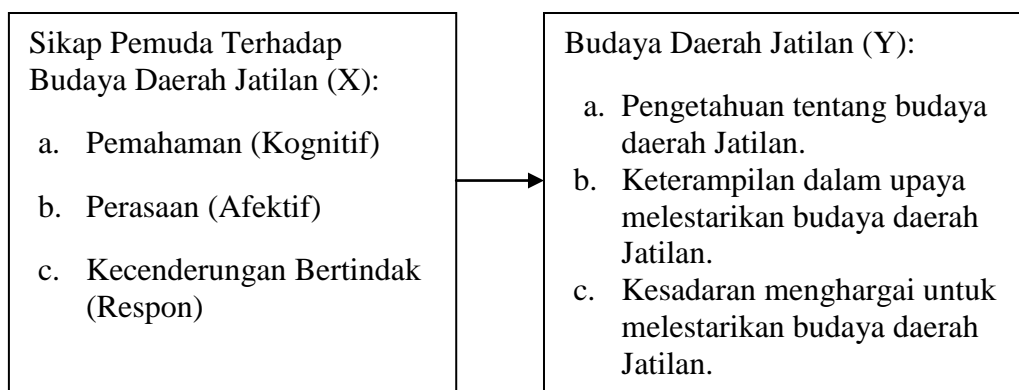 Sikap Pemuda Terhadap
Budaya Daerah Jatilan (X):
a. Pemahaman (Kognitif)
b. Perasaan (Afektif)
c. Kecenderungan Bertindak
(Respon)
Budaya Daerah Jatilan (Y):
a. Pengetahuan tentang budaya
daerah Jatilan.
b. Keterampilan dalam upaya
melestarikan budaya daerah
Jatilan.
c. Kesadaran menghargai untuk
melestarikan budaya daerah
Jatilan.